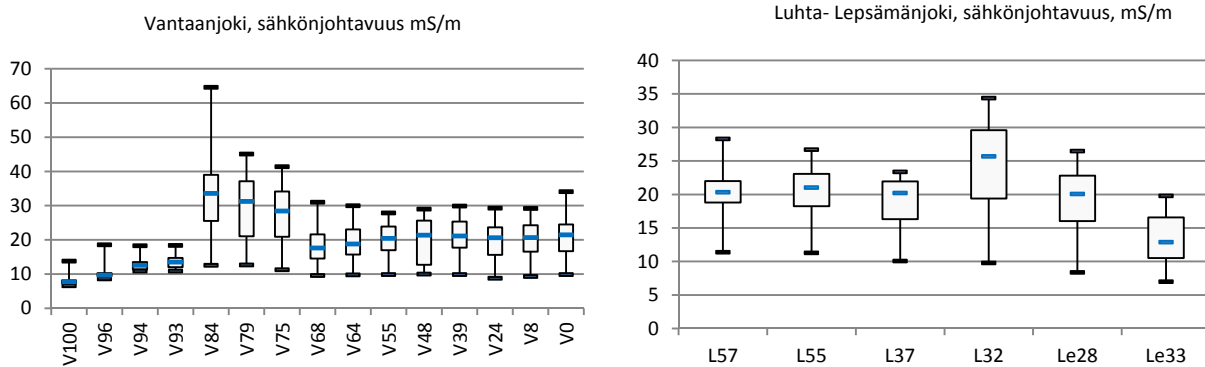 Vantaanjoki, sähkönjohtavuus mS/m
70
60
50
40
30
20
10
0
V100
V96
V94
V93
V84
V79
V75
V68
V64
V55
V48
V39
V24
V8
V0
Luhta- Lepsämänjoki, sähkönjohtavuus, mS/m
40
35
30
25
20
15
10
5
0
L57 L55 L37 L32 Le28 Le33